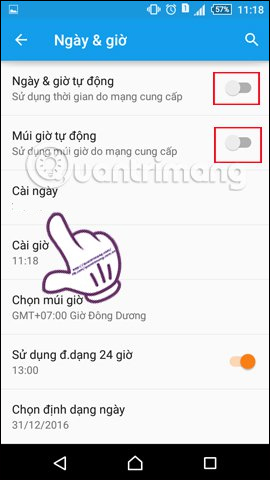 57% 11:18
Ngày & giờ
Ngày & giờ tự động
Sử dụng thời gian do mạng cung cấp
Múi giờ tự động
Sử dụng múi giờ do mạng cung cấp
Quantrimang
Cài ngày
Cài giờ
11:18
Chọn múi giờ
GMT+07:00 Giờ Đông Dương
Sử dụng đ.dạng 24 giờ
13:00
Chọn định dạng ngày
31/12/2016